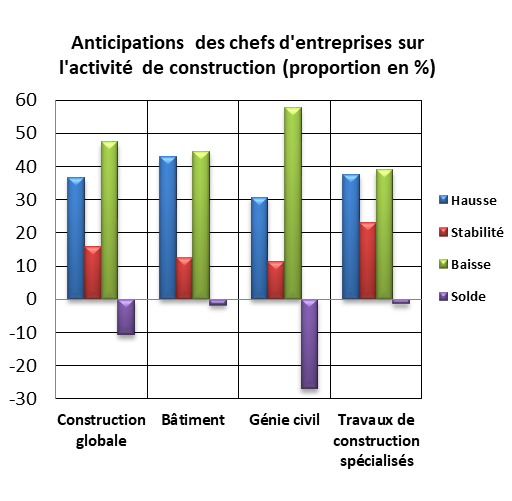 Anticipations des chefs d'entreprises sur
l'activité de construction (proportion en %)
60
50
40
30
20
10
0
-10
-20
-30
Construction
globale
Bâtiment
Génie civil
Travaux de
construction
spécialisés
Hausse
Stabilité
Baisse
Solde